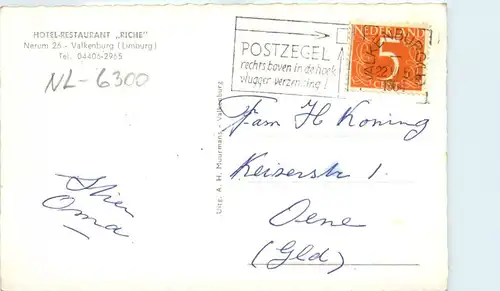 HOTEL-RESTAURANT „RICHE"
Nerum 26 - Valkenburg (Limburg)
Tel. 04406-2965
NL-6300
POSTZEGEL
rechts boven in de hoek
vlugger verzending!
NEDERLAND
5
Fam H Koning
Keizerstr 1.
Oene
(Gld)
Oma
Uitg. A. H. Muurmans - Valkenburg